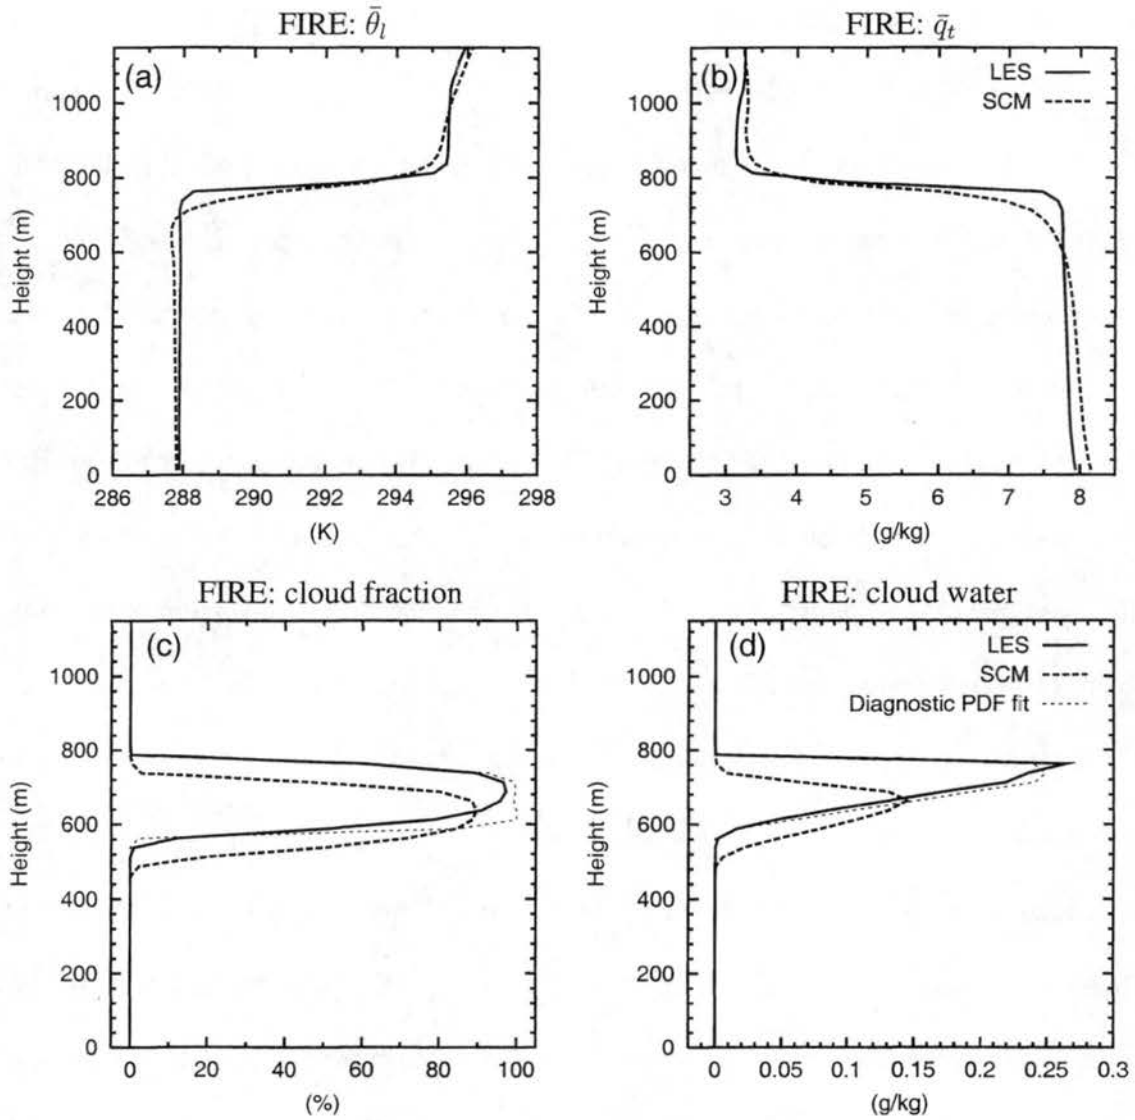 FIRE: θ̄_l
(a)
Height (m)
1000
800
600
400
200
0
286 288 290 292 294 296 298
(K)
FIRE: q̄_t
(b)
LES
SCM
Height (m)
1000
800
600
400
200
0
3 4 5 6 7 8
(g/kg)
FIRE: cloud fraction
(c)
Height (m)
1000
800
600
400
200
0
0 20 40 60 80 100
(%)
FIRE: cloud water
(d)
LES
SCM
Diagnostic PDF fit
Height (m)
1000
800
600
400
200
0
0 0.05 0.1 0.15 0.2 0.25 0.3
(g/kg)